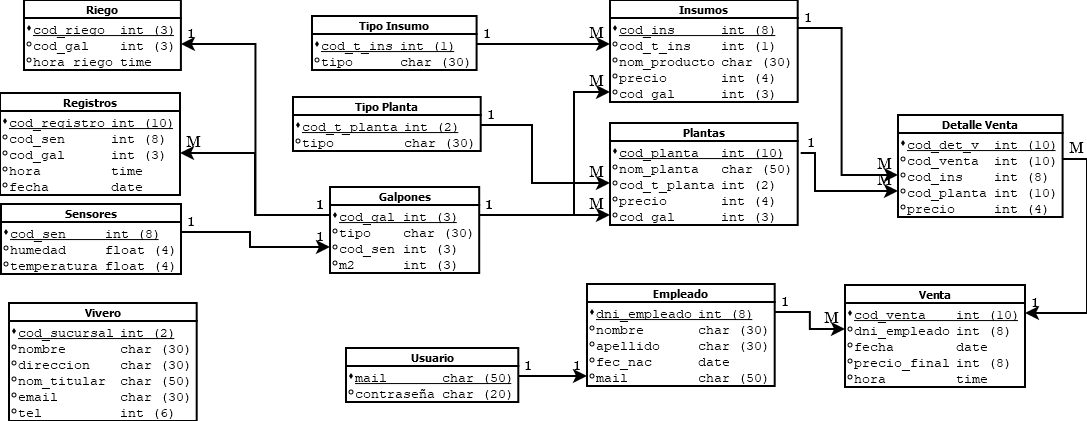 Riego
cod_riego int (3)
cod_gal int (3)
hora riego time
1
Tipo Insumo
cod_t_ins int (1)
tipo char (30)
1
M
Insumos
cod_ins int (8)
cod_t_ins int (1)
nom_producto char (30)
precio int (4)
cod_gal int (3)
1
M
Registros
cod_registro int (10)
cod_sen int (8)
cod_gal int (3)
hora time
fecha date
M
Tipo Planta
cod_t_planta int (2)
tipo char (30)
1
Plantas
cod_planta int (10)
nom_planta char (50)
cod_t_planta int (2)
precio int (4)
cod_gal int (3)
1
M
M
Detalle Venta
cod_det_v int (10)
cod_venta int (10)
cod_ins int (8)
cod_planta int (10)
precio int (4)
M
M
M
Sensores
cod_sen int (8)
humedad float (4)
temperatura float (4)
1
Galpones
cod_gal int (3)
tipo char (30)
cod_sen int (3)
m2 int (3)
1
1
1
Vivero
cod_sucursal int (2)
nombre char (30)
direccion char (30)
nom_titular char (50)
email char (30)
tel int (6)
Usuario
mail char (50)
contraseña char (20)
1
1
Empleado
dni_empleado int (8)
nombre char (30)
apellido char (30)
fec_nac date
mail char (50)
1
M
Venta
cod_venta int (10)
dni_empleado int (8)
fecha date
precio_final int (8)
hora time
1